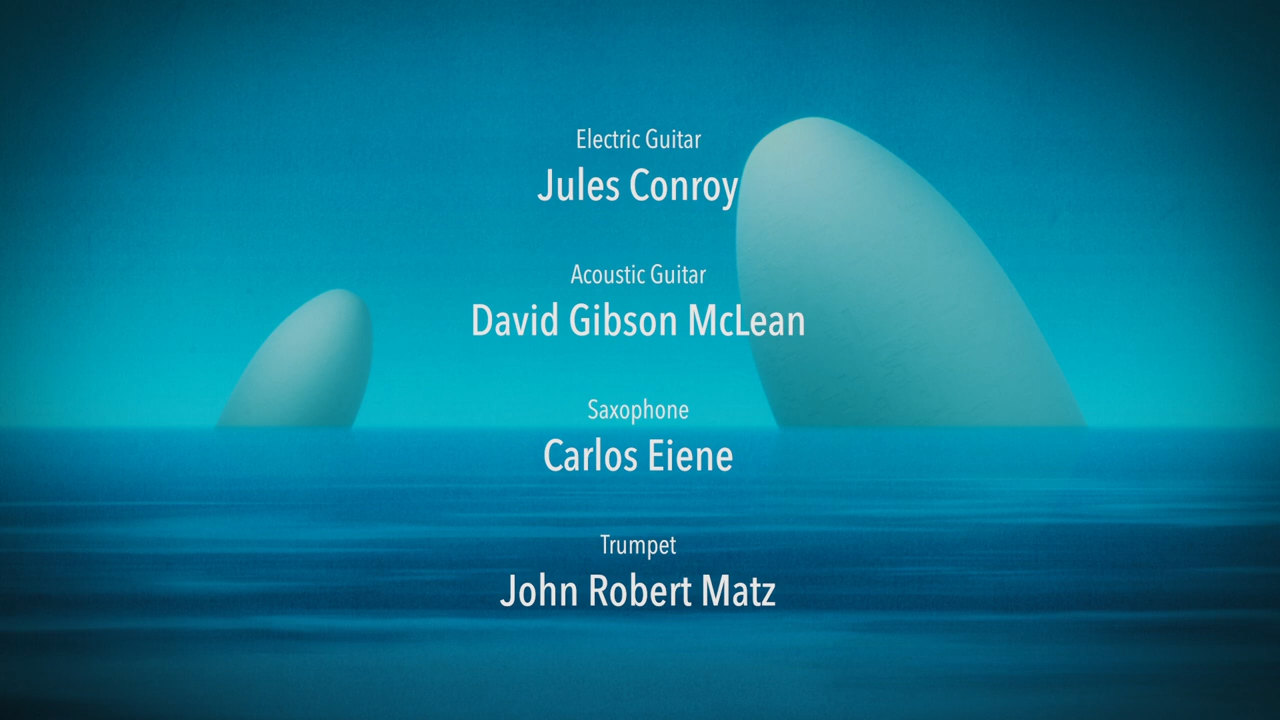 Electric Guitar
Jules Conroy
Acoustic Guitar
David Gibson McLean
Saxophone
Carlos Eiene
Trumpet
John Robert Matz